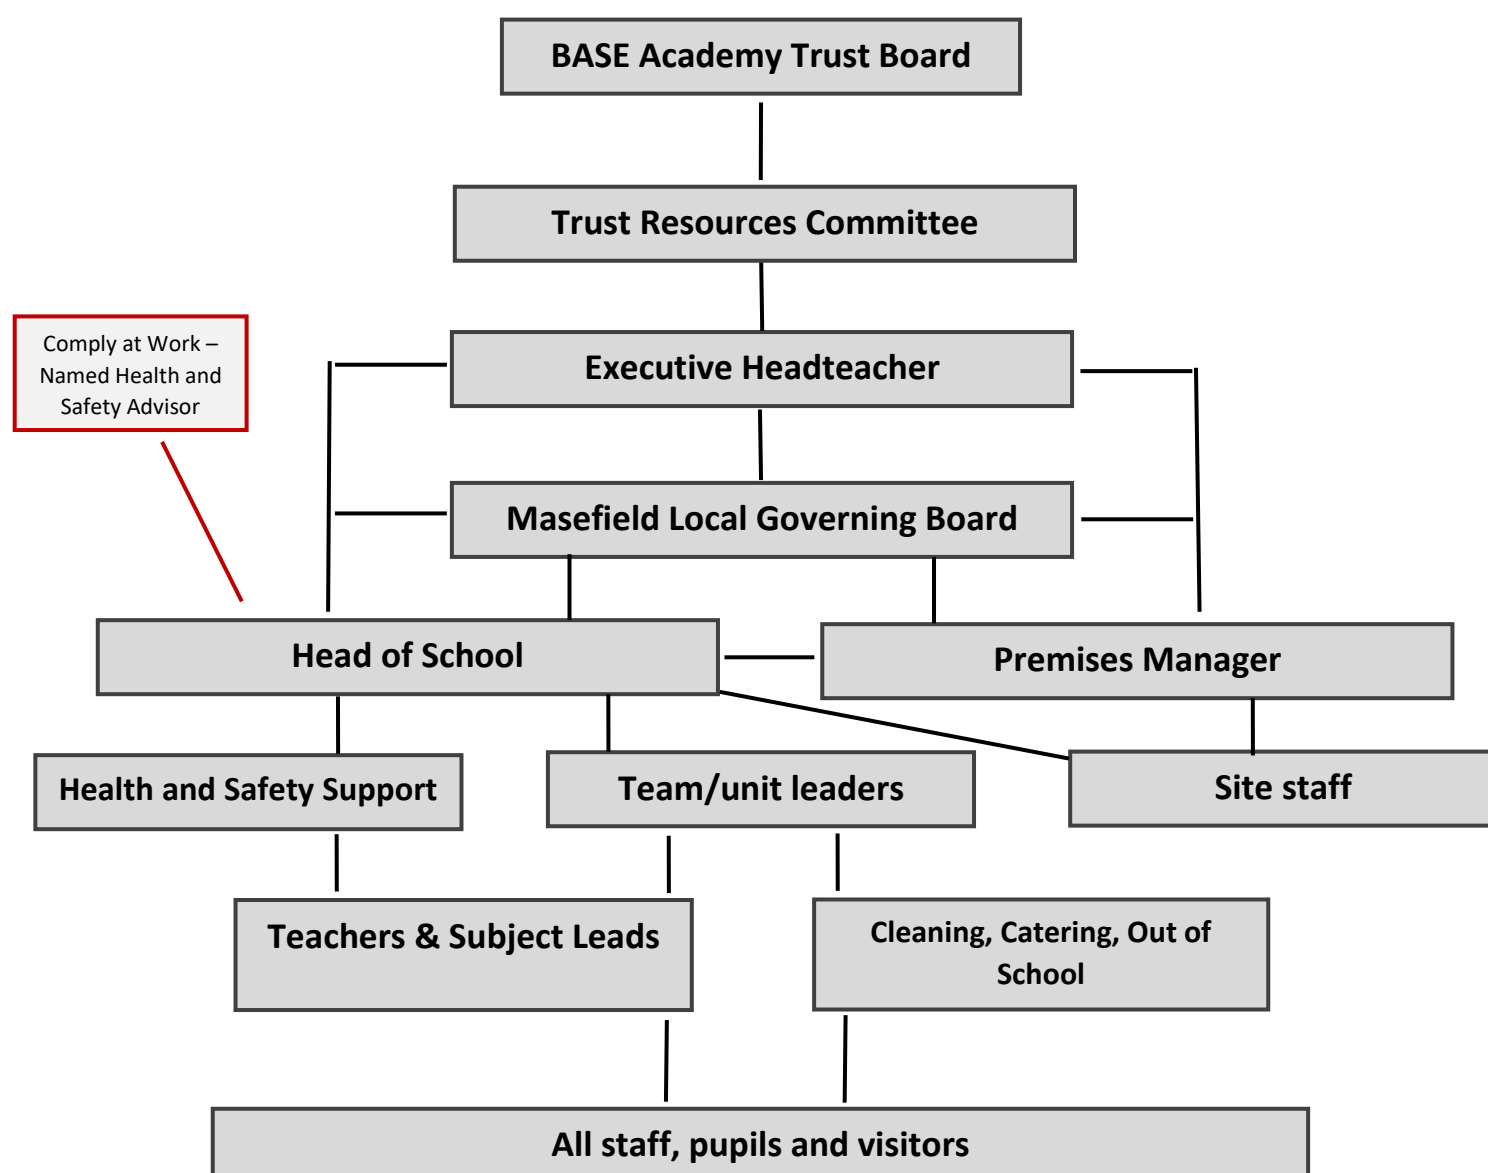 BASE Academy Trust Board
Trust Resources Committee
Comply at Work –
Named Health and
Safety Advisor
Executive Headteacher
Masefield Local Governing Board
Head of School
Premises Manager
Health and Safety Support
Team/unit leaders
Site staff
Teachers & Subject Leads
Cleaning, Catering, Out of
School
All staff, pupils and visitors